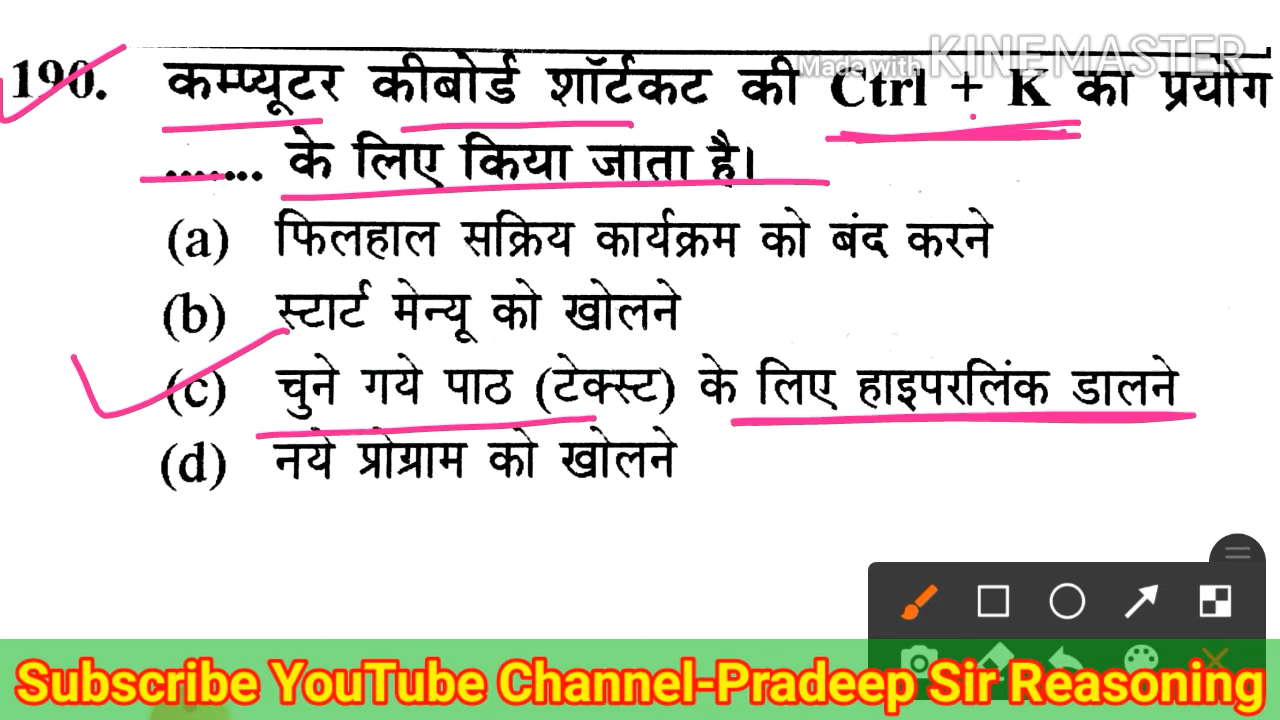 Made with KINEMASTER
190. कम्प्यूटर कीबोर्ड शॉर्टकट की Ctrl + K का प्रयोग
....... के लिए किया जाता है।
(a) फिलहाल सक्रिय कार्यक्रम को बंद करने
(b) स्टार्ट मेन्यू को खोलने
(c) चुने गये पाठ (टेक्स्ट) के लिए हाइपरलिंक डालने
(d) नये प्रोग्राम को खोलने
Subscribe YouTube Channel-Pradeep Sir Reasoning